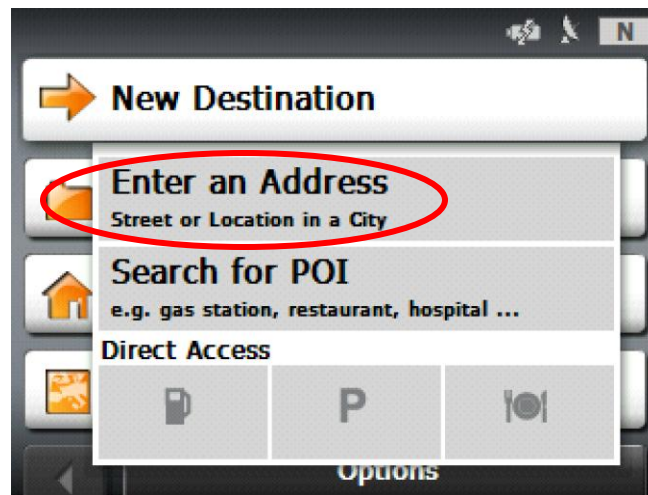 N
New Destination
Enter an Address
Street or Location in a City
Search for POI
e.g. gas station, restaurant, hospital ...
Direct Access
P
Options